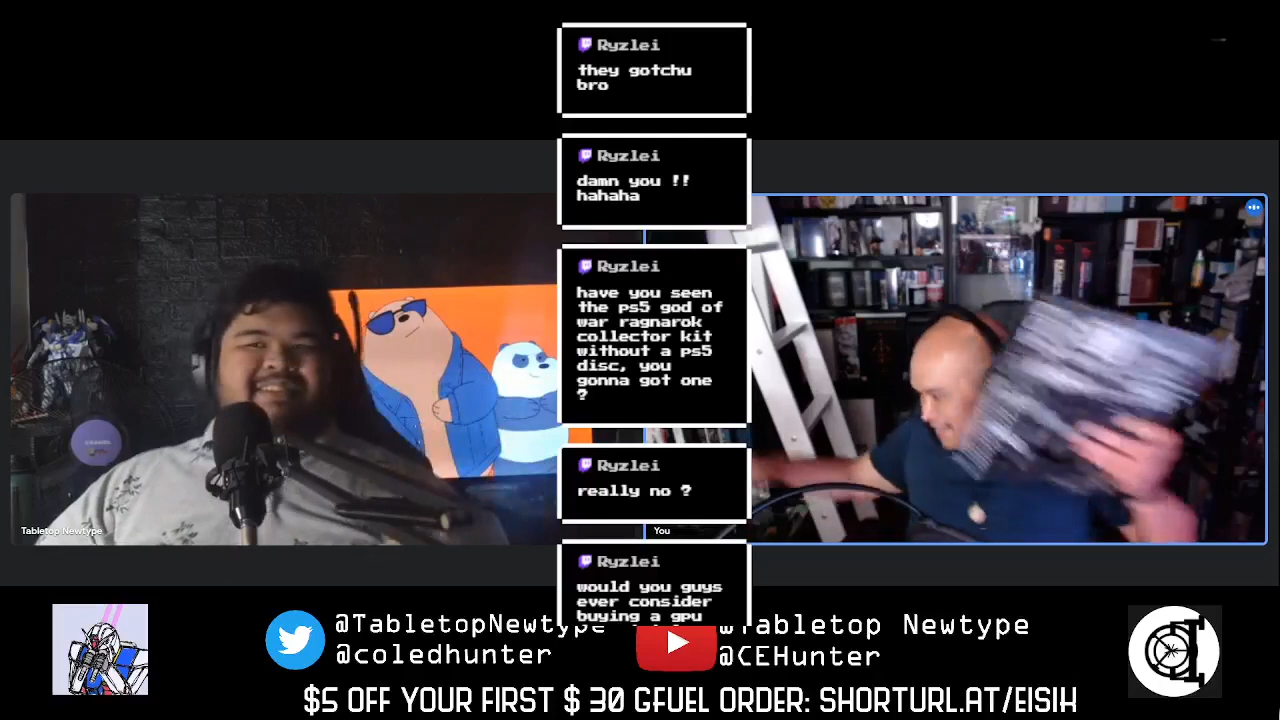 Ryzlei
they gotchu
bro
Ryzlei
damn you !!
hahaha
Ryzlei
have you seen
the ps5 god of
war ragnarok
collector kit
without a ps5
disc, you
gonna got one
?
Ryzlei
really no ?
Ryzlei
would you guys
ever consider
buying a gpu
Tabletop Newtype
You
@TabletopNewtype
@coledhunter
@Tabletop Newtype
@CEHunter
$5 OFF YOUR FIRST $ 30 GFUEL ORDER: SHORTURL.AT/EISIH